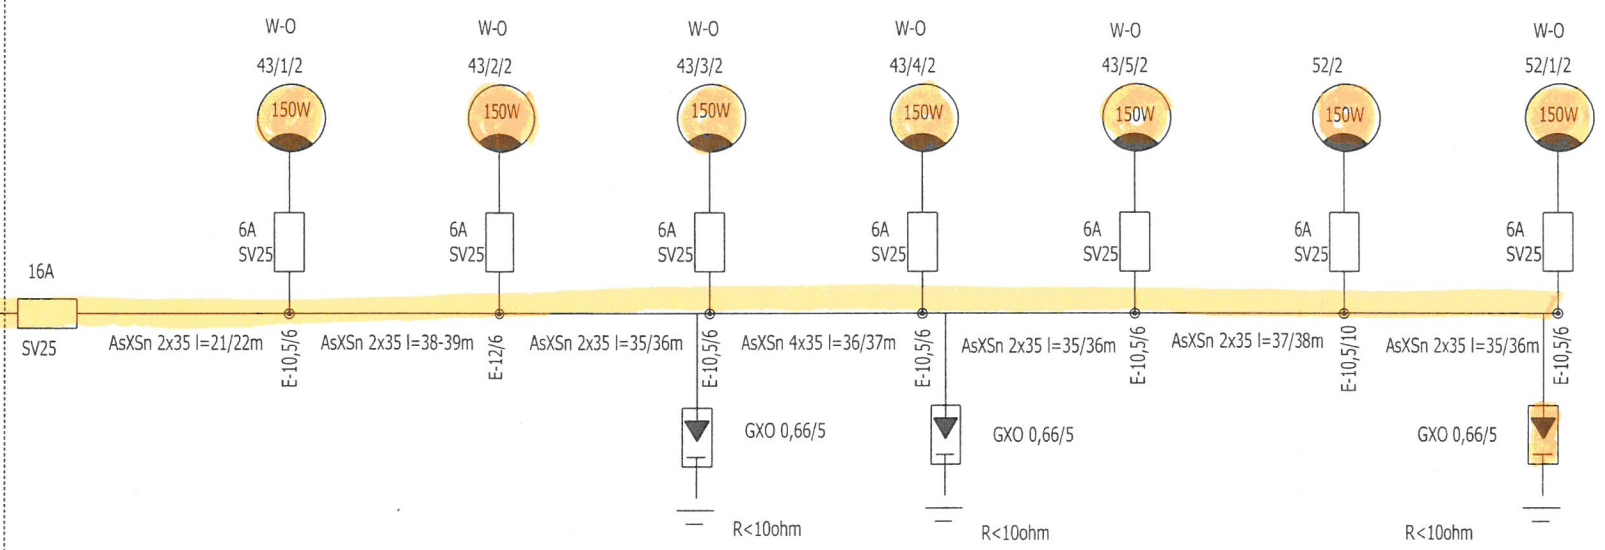 W-O
W-O
W-O
W-O
W-O
W-O
43/1/2
43/2/2
43/3/2
43/4/2
43/5/2
52/2
52/1/2
150W
150W
150W
150W
150W
150W
150W
6A
SV25
6A
SV25
6A
SV25
6A
SV25
6A
SV25
6A
SV25
6A
SV25
16A
SV25
AsXSn 2x35 l=21/22m
E-10,5/6
AsXSn 2x35 l=38-39m
E-12/6
AsXSn 2x35 l=35/36m
E-10,5/6
AsXSn 4x35 l=36/37m
E-10,5/6
AsXSn 2x35 l=35/36m
E-10,5/6
AsXSn 2x35 l=37/38m
E-10,5/10
AsXSn 2x35 l=35/36m
E-10,5/6
GXO 0,66/5
GXO 0,66/5
GXO 0,66/5
R<10ohm
R<10ohm
R<10ohm